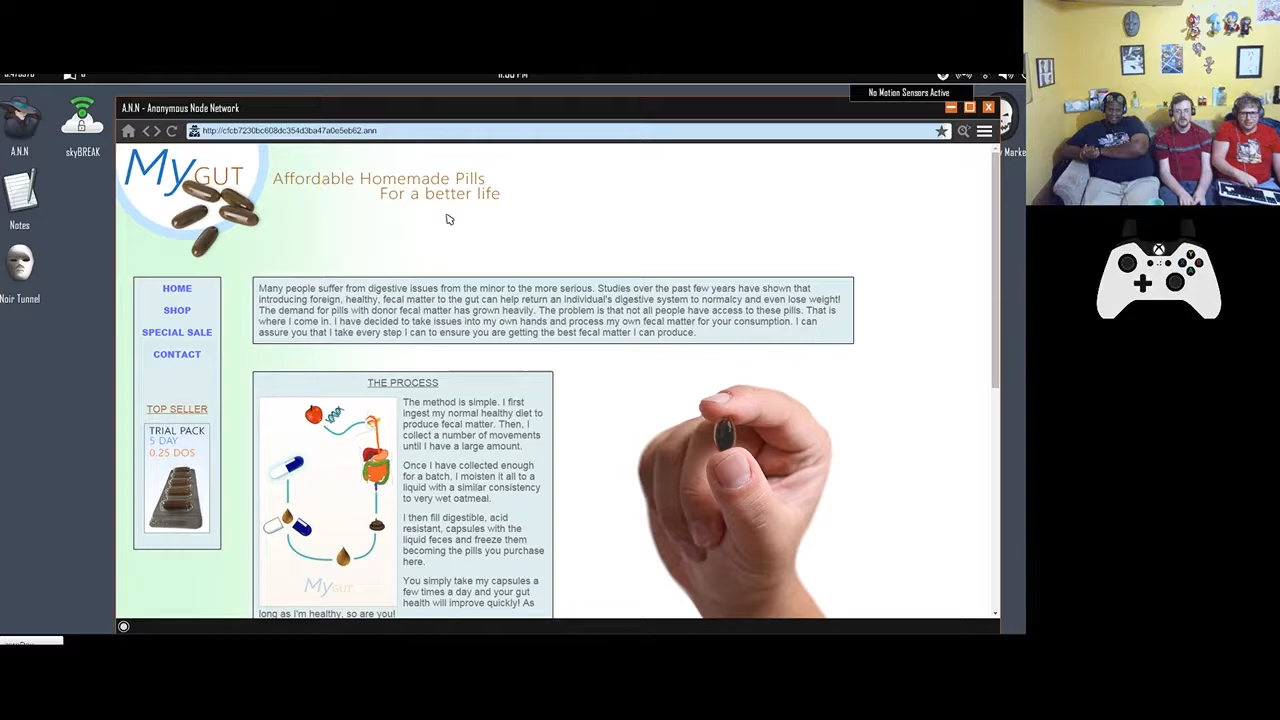 No Motion Sensors Active
A.N.N - Anonymous Node Network
http://cfcb7230bc608dc354d3ba47a0e5eb62.ann
A.N.N
skyBREAK
Notes
Noir Tunnel
My GUT
Affordable Homemade Pills
For a better life
HOME
SHOP
SPECIAL SALE
CONTACT
TOP SELLER
TRIAL PACK
5 DAY
0.25 DOS
Many people suffer from digestive issues from the minor to the more serious. Studies over the past few years have shown that
introducing foreign, healthy, fecal matter to the gut can help return an individual's digestive system to normalcy and even lose weight!
The demand for pills with donor fecal matter has grown heavily. The problem is that not all people have access to these pills. That is
where I come in. I have decided to take issues into my own hands and process my own fecal matter for your consumption. I can
assure you that I take every step I can to ensure you are getting the best fecal matter I can produce.
THE PROCESS
The method is simple. I first
ingest my normal healthy diet to
produce fecal matter. Then, I
collect a number of movements
until I have a large amount.
Once I have collected enough
for a batch, I moisten it all to a
liquid with a similar consistency
to very wet oatmeal.
I then fill digestible, acid
resistant, capsules with the
liquid feces and freeze them
becoming the pills you purchase
here.
You simply take my capsules a
few times a day and your gut
health will improve quickly! As
long as I'm healthy, so are you!
My GUT